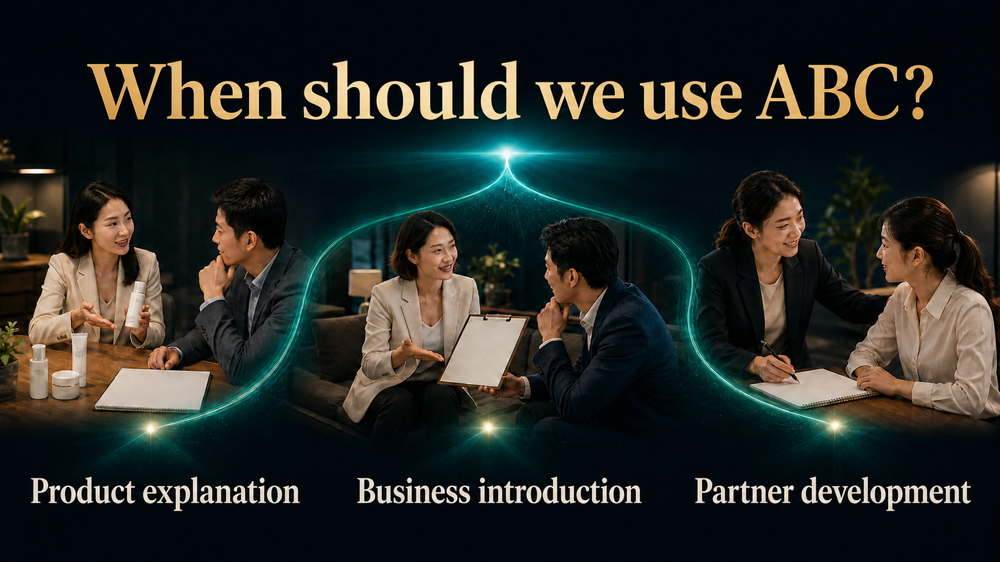 When should we use ABC?
Product explanation
Business introduction
Partner development